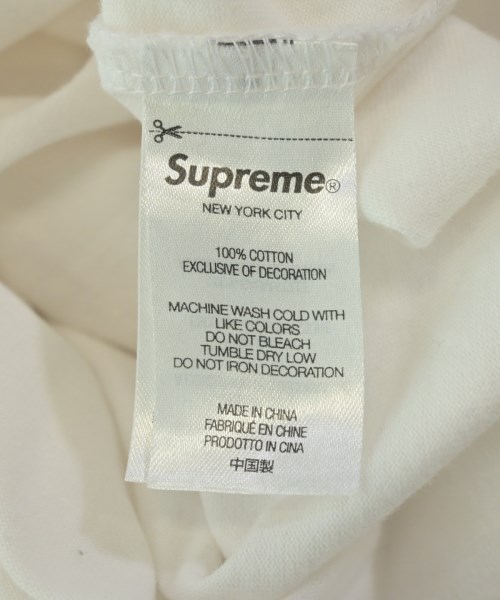 Supreme®
NEW YORK CITY
100% COTTON
EXCLUSIVE OF DECORATION
MACHINE WASH COLD WITH
LIKE COLORS
DO NOT BLEACH
TUMBLE DRY LOW
DO NOT IRON DECORATION
MADE IN CHINA
FABRIQUÉ EN CHINE
PRODOTTO IN CINA
中国製